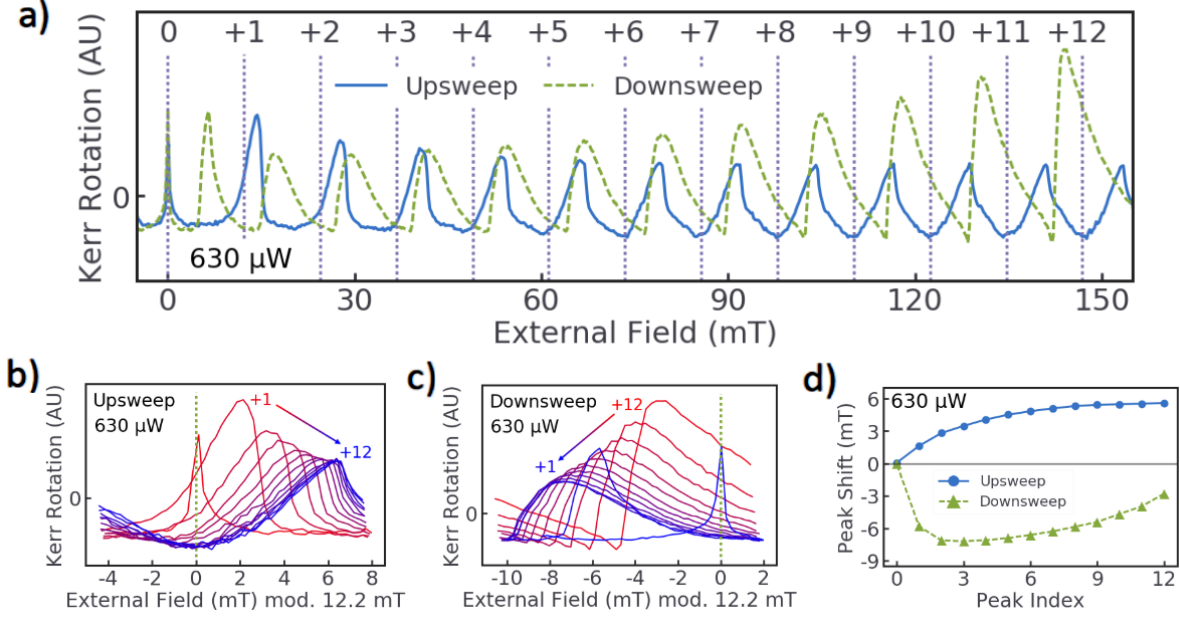 a)
0 +1 +2 +3 +4 +5 +6 +7 +8 +9 +10 +11 +12
Kerr Rotation (AU)
Upsweep Downsweep
0
630 µW
0 30 60 90 120 150
External Field (mT)
b)
Kerr Rotation (AU)
Upsweep
630 µW
+1
+12
0
-4 -2 0 2 4 6 8
External Field (mT) mod. 12.2 mT
c)
Kerr Rotation (AU)
Downsweep
630 µW
+12
+1
0
-10 -8 -6 -4 -2 0 2
External Field (mT) mod. 12.2 mT
d)
Peak Shift (mT)
630 µW
6
3
0
-3
-6
-9
Upsweep
Downsweep
0 3 6 9 12
Peak Index